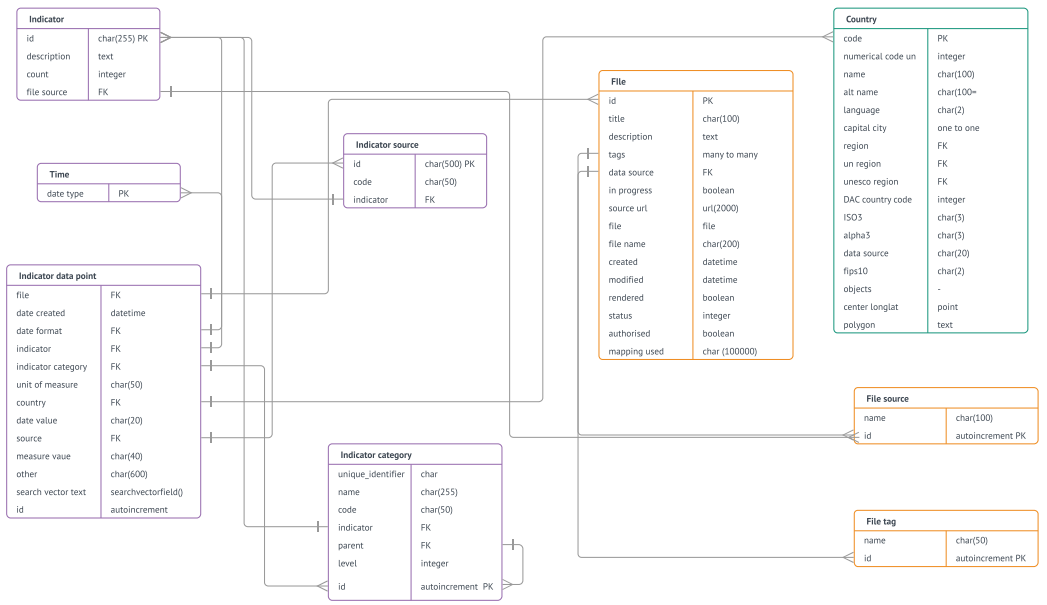 Indicator
id char(255) PK
description text
count integer
file source FK
Time
date type PK
Indicator data point
file FK
date created datetime
date format FK
indicator FK
indicator category FK
unit of measure char(50)
country FK
date value char(20)
source FK
measure vaue char(40)
other char(600)
search vector text searchvectorfield()
id autoincrement
Indicator source
id char(500) PK
code char(50)
indicator FK
Indicator category
unique_identifier char
name char(255)
code char(50)
indicator FK
parent FK
level integer
id autoincrement PK
FIle
id PK
title char(100)
description text
tags many to many
data source FK
in progress boolean
source url url(2000)
file file
file name char(200)
created datetime
modified datetime
rendered boolean
status integer
authorised boolean
mapping used char (100000)
Country
code PK
numerical code un integer
name char(100)
alt name char(100=
language char(2)
capital city one to one
region FK
un region FK
unesco region FK
DAC country code integer
ISO3 char(3)
alpha3 char(3)
data source char(20)
fips10 char(2)
objects -
center longlat point
polygon text
File source
name char(100)
id autoincrement PK
File tag
name char(50)
id autoincrement PK